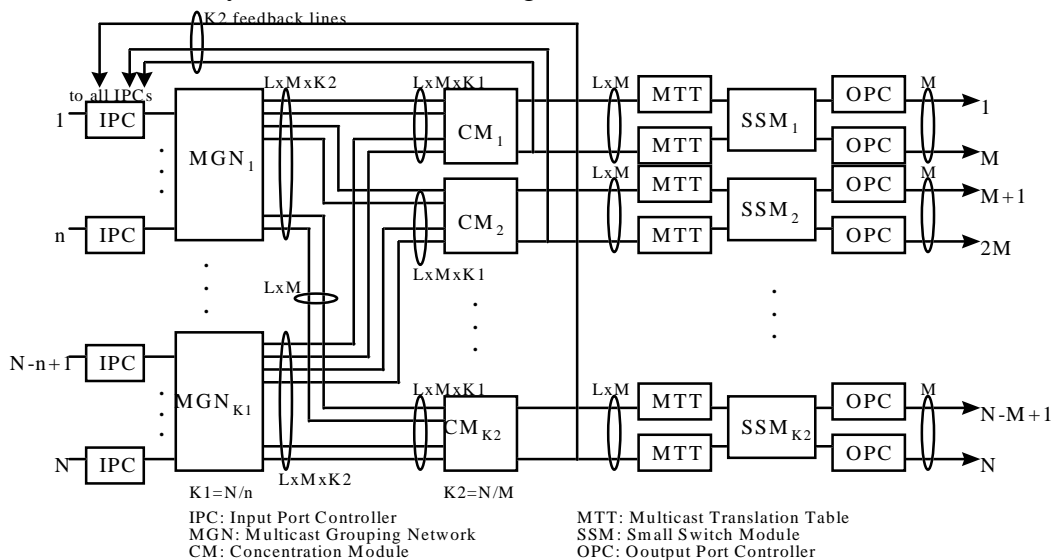 K2 feedback lines
to all IPCs
LxMxK2
LxMxK1
LxM
M
1
IPC
MGN1
CM1
MTT
SSM1
OPC
1
MTT
OPC
M
n
IPC
LxM
M
CM2
MTT
SSM2
OPC
M+1
MTT
OPC
2M
LxMxK1
LxM
N-n+1
IPC
MGNK1
LxMxK1
LxM
M
CMK2
MTT
SSMK2
OPC
N-M+1
N
IPC
MTT
OPC
N
LxMxK2
K1=N/n
K2=N/M
IPC: Input Port Controller
MGN: Multicast Grouping Network
CM: Concentration Module
MTT: Multicast Translation Table
SSM: Small Switch Module
OPC: Ooutput Port Controller